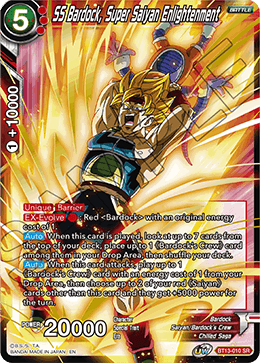 5
SS Bardock, Super Saiyan Enlightenment
BATTLE
1 +10000
Unique Barrier
EX-Evolve : Red <Bardock> with an original energy
cost of 1.
Auto When this card is played, look at up to 7 cards from
the top of your deck, place up to 1 {Bardock's Crew} card
among them in your Drop Area, then shuffle your deck.
Auto When this card attacks, play up to 1
{Bardock's Crew} card with an energy cost of 1 from your
Drop Area, then choose up to 2 of your red {Saiyan}
cards other than this card and they get +5000 power for
the turn.
POWER 20000
Character Bardock
Special Trait Saiyan/Bardock's Crew
Era Chilled Saga
BANDAI MADE IN JAPAN EN
BT13-010 SR